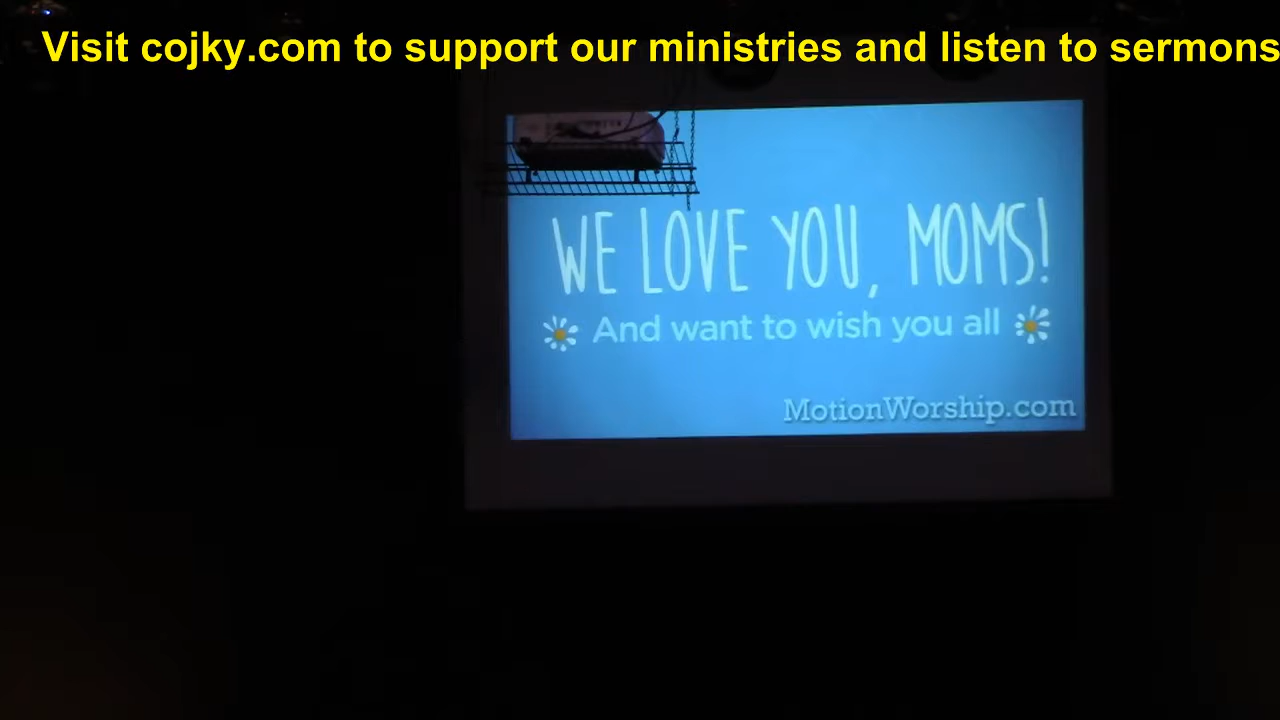 Visit cojky.com to support our ministries and listen to sermons
WE LOVE YOU, MOMS!
And want to wish you all
MotionWorship.com